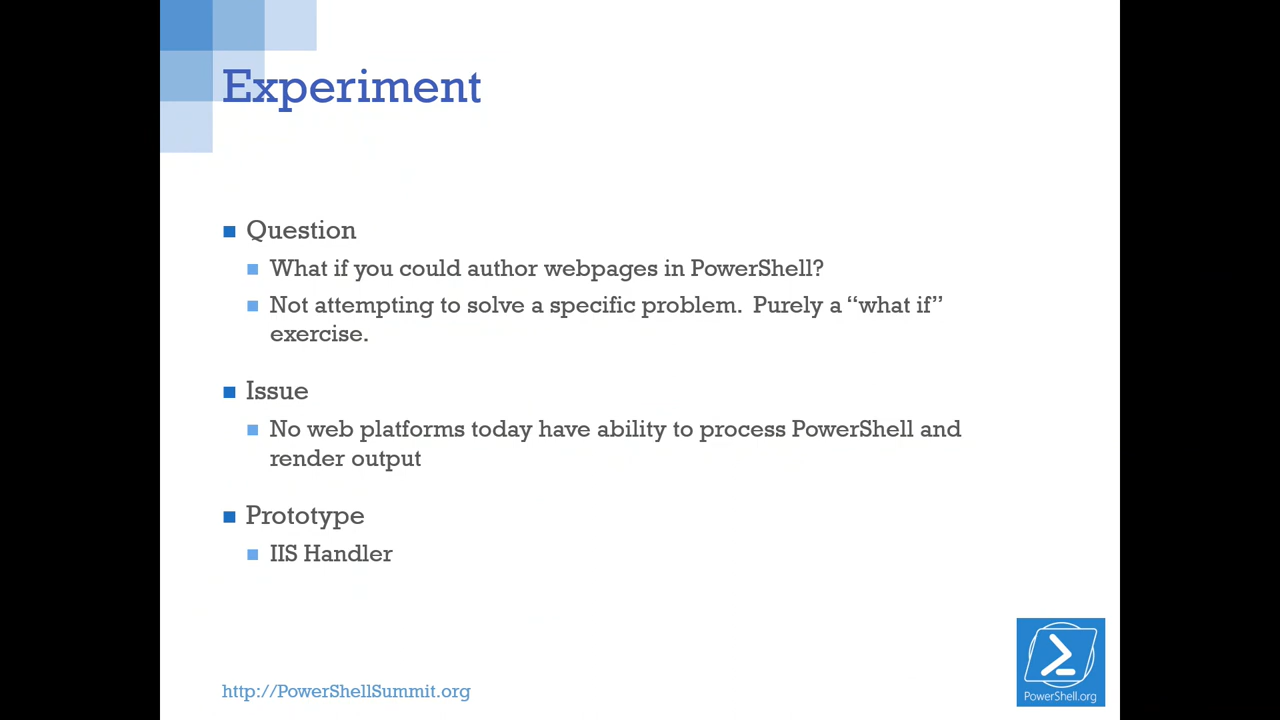 Experiment
Question
What if you could author webpages in PowerShell?
Not attempting to solve a specific problem.  Purely a “what if”
exercise.
Issue
No web platforms today have ability to process PowerShell and
render output
Prototype
IIS Handler
http://PowerShellSummit.org
PowerShell.org